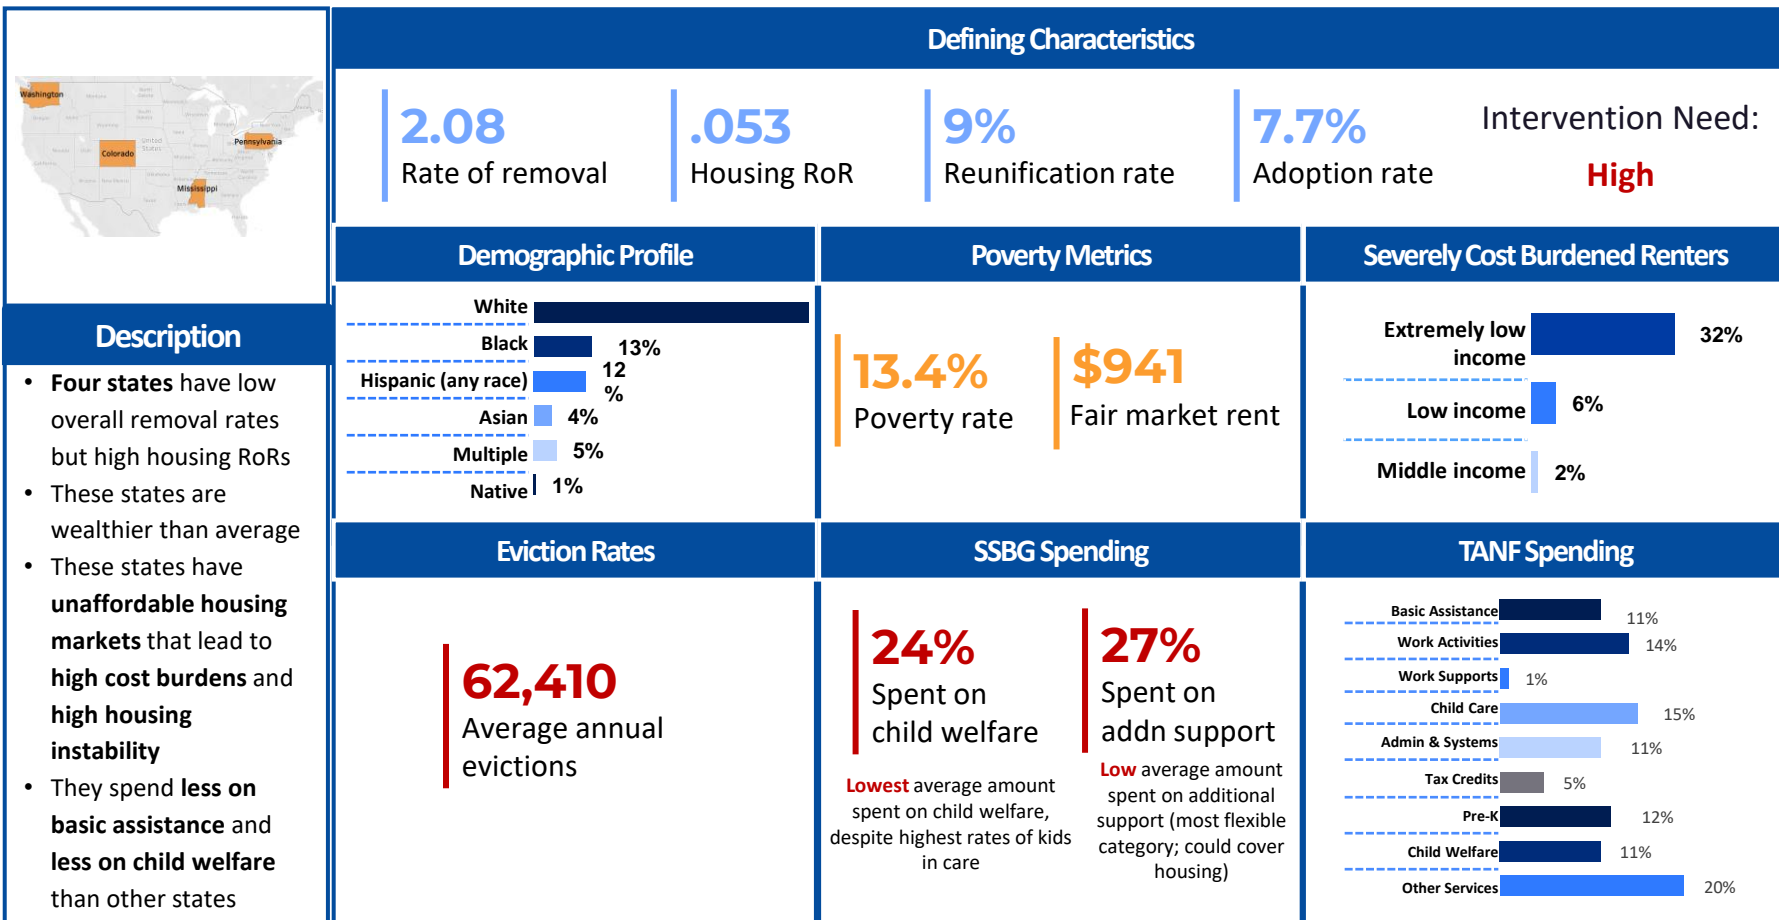 Defining Characteristics
Washington
Colorado
Pennsylvania
Mississippi
United
States
2.08
Rate of removal
.053
Housing RoR
9%
Reunification rate
7.7%
Adoption rate
Intervention Need:
High
Description
• Four states have low
overall removal rates
but high housing RoRs
• These states are
wealthier than average
• These states have
unaffordable housing
markets that lead to
high cost burdens and
high housing
instability
• They spend less on
basic assistance and
less on child welfare
than other states
Demographic Profile
White
Black 13%
Hispanic (any race) 12
%
Asian 4%
Multiple 5%
Native 1%
Poverty Metrics
13.4%
Poverty rate
$941
Fair market rent
Severely Cost Burdened Renters
Extremely low
income 32%
Low income 6%
Middle income 2%
Eviction Rates
62,410
Average annual
evictions
SSBG Spending
24%
Spent on
child welfare
Lowest average amount
spent on child welfare,
despite highest rates of kids
in care
27%
Spent on
addn support
Low average amount
spent on additional
support (most flexible
category; could cover
housing)
TANF Spending
Basic Assistance 11%
Work Activities 14%
Work Supports 1%
Child Care 15%
Admin & Systems 11%
Tax Credits 5%
Pre-K 12%
Child Welfare 11%
Other Services 20%